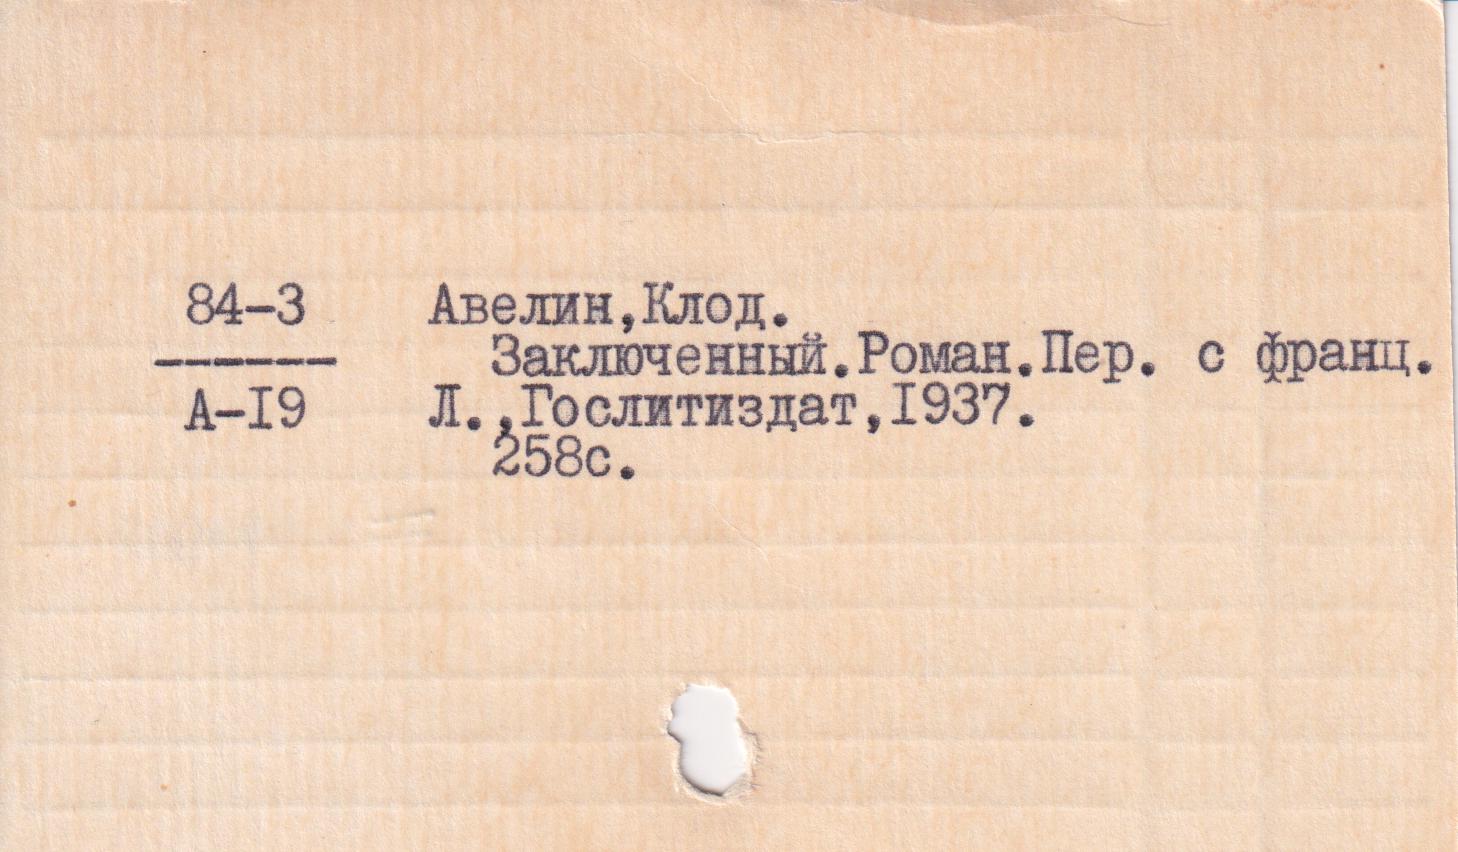 84-3 Авелин,Клод.
------ Заключенный.Роман.Пер. с франц.
А-I9 Л.,Гослитиздат,I937.
258с.